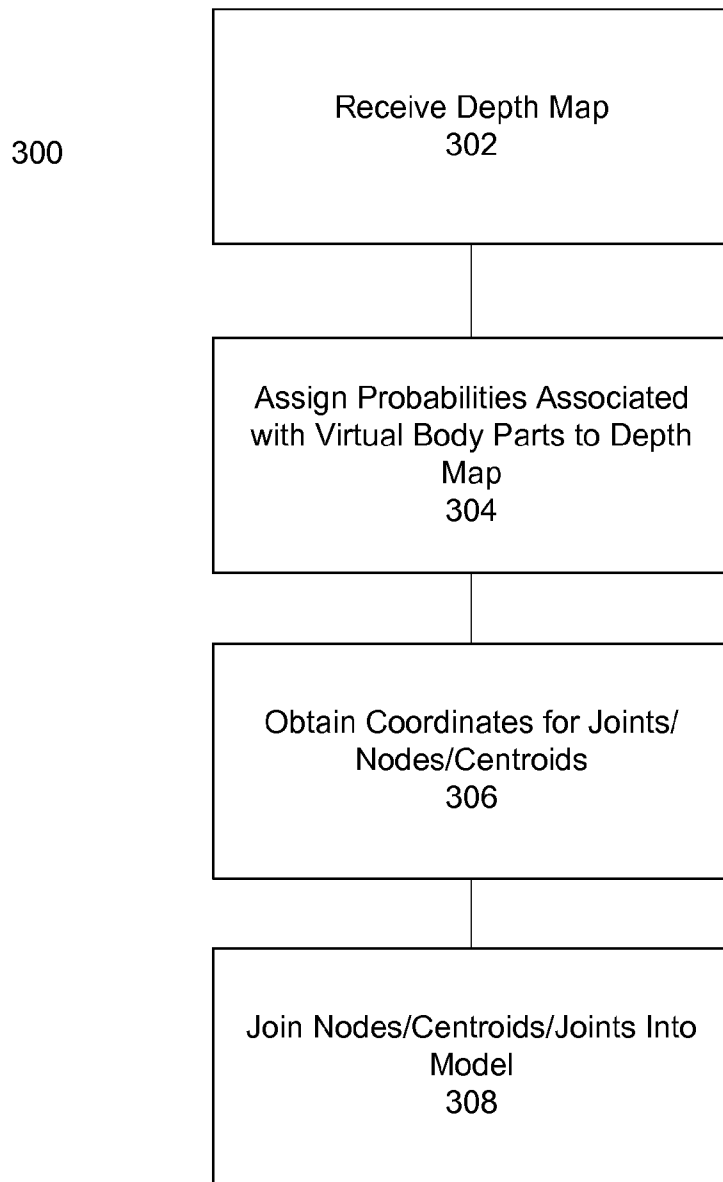 300
Receive Depth Map
302
Assign Probabilities Associated
with Virtual Body Parts to Depth
Map
304
Obtain Coordinates for Joints/
Nodes/Centroids
306
Join Nodes/Centroids/Joints Into
Model
308